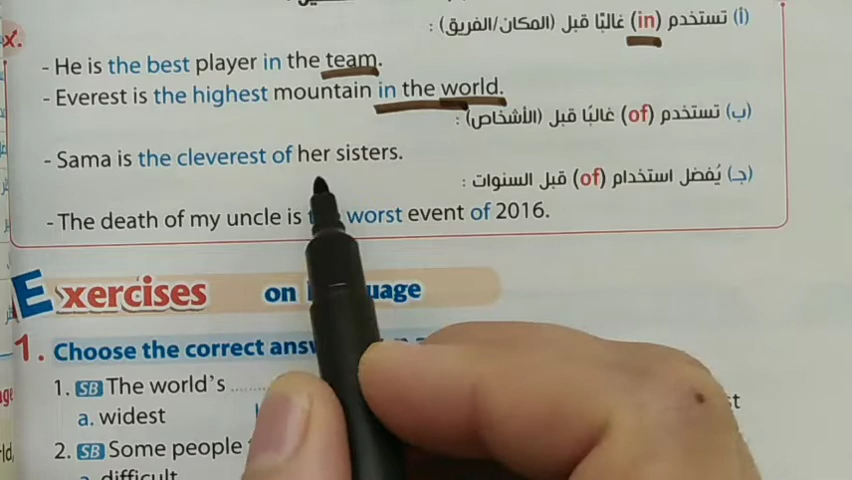 (أ) تستخدم (in) غالبًا قبل (المكان/الفريق) :
- He is the best player in the team.
- Everest is the highest mountain in the world.
(ب) تستخدم (of) غالبًا قبل (الأشخاص) :
- Sama is the cleverest of her sisters.
(جـ) يُفضل استخدام (of) قبل السنوات :
- The death of my uncle is worst event of 2016.
Exercises on
1. Choose the correct
1. SB The world's ........
a. widest
2. SB Some people
a. difficult